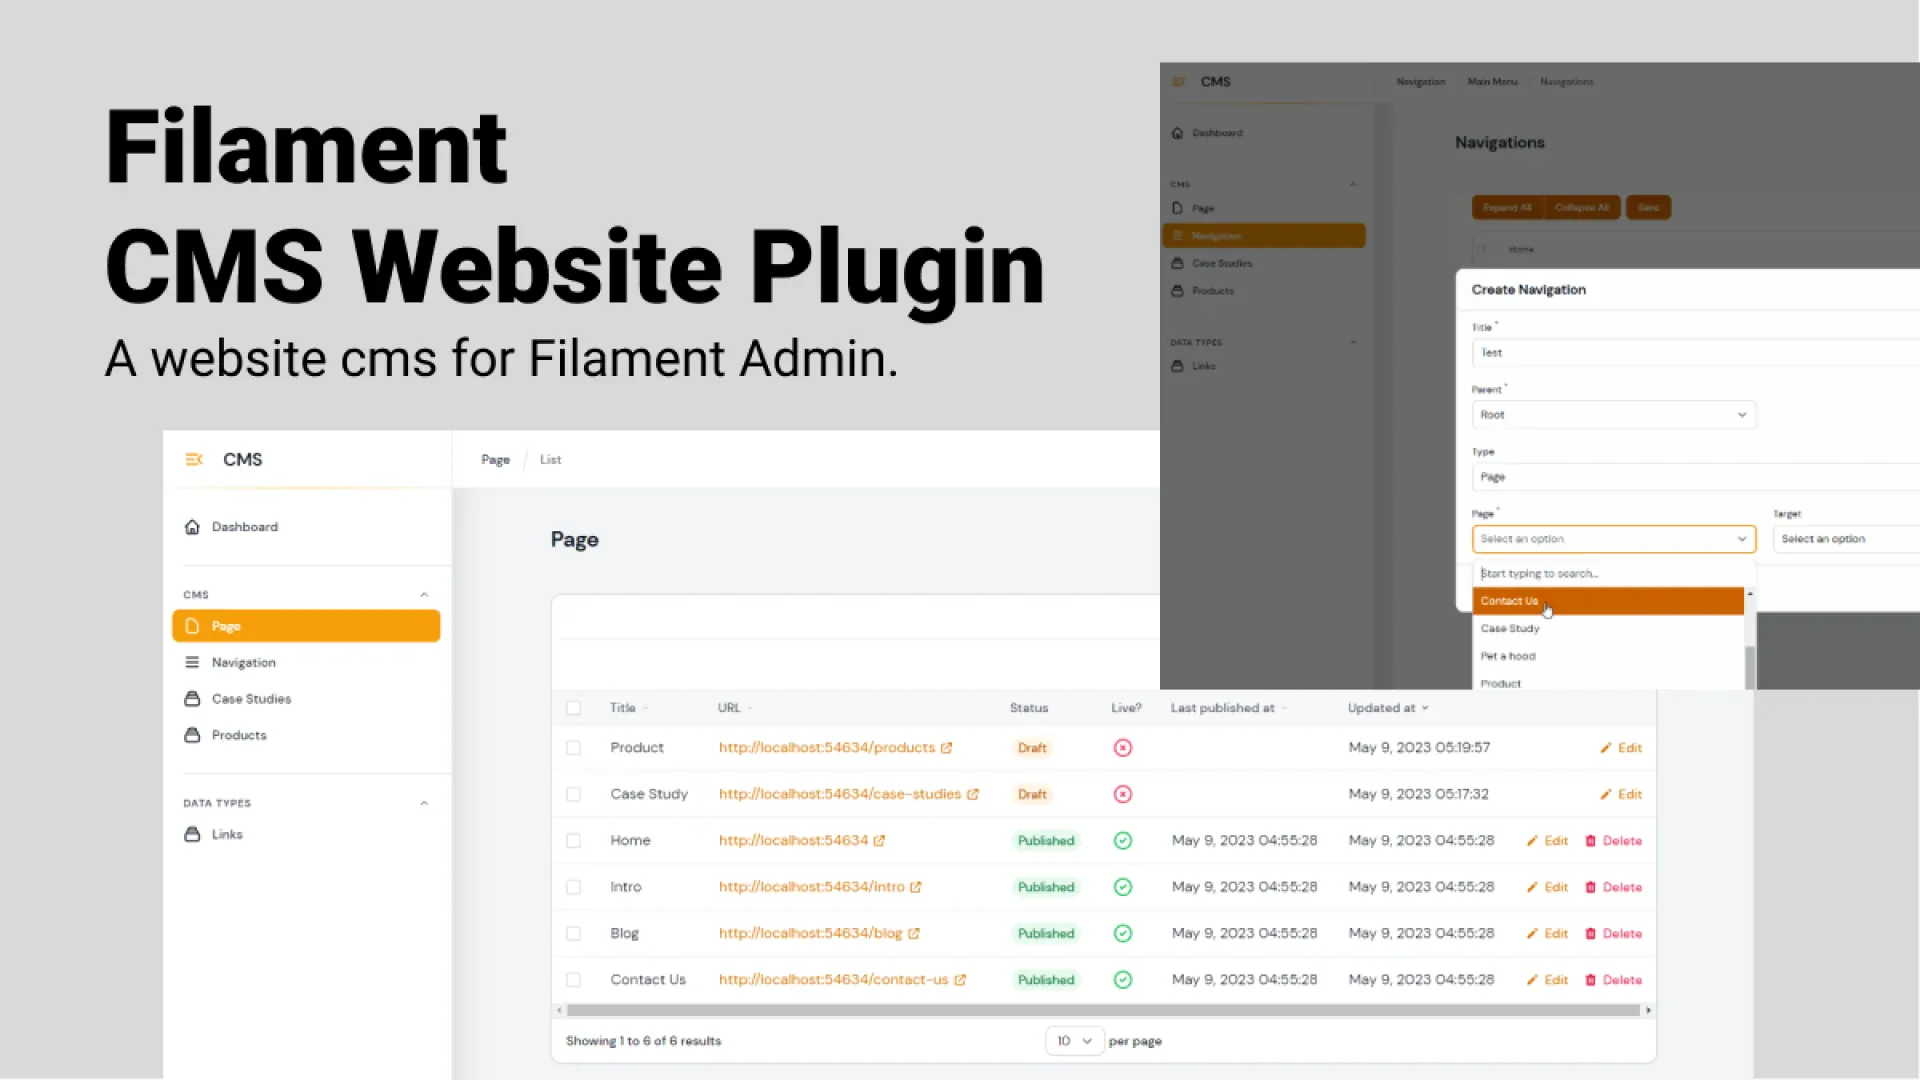 Filament
CMS Website Plugin
A website cms for Filament Admin.
CMS
Navigation Main Menu Navigations
Dashboard
Navigations
CMS
Page
Expand All Collapse All Save
Navigation
Home
Case Studies
Products
Create Navigation
Title *
Test
DATA TYPES
Links
Parent *
Root
Type
Page
Page * Target
Select an option Select an option
Start typing to search...
Contact Us
Case Study
Pet a hood
Product
CMS
Page / List
Dashboard
Page
CMS
Page
Navigation
Case Studies
Products
DATA TYPES
Links
Title URL Status Live? Last published at Updated at
Product http://localhost:54634/products Draft May 9, 2023 05:19:57 Edit
Case Study http://localhost:54634/case-studies Draft May 9, 2023 05:17:32 Edit
Home http://localhost:54634 Published May 9, 2023 04:55:28 May 9, 2023 04:55:28 Edit Delete
Intro http://localhost:54634/intro Published May 9, 2023 04:55:28 May 9, 2023 04:55:28 Edit Delete
Blog http://localhost:54634/blog Published May 9, 2023 04:55:28 May 9, 2023 04:55:28 Edit Delete
Contact Us http://localhost:54634/contact-us Published May 9, 2023 04:55:28 May 9, 2023 04:55:28 Edit Delete
Showing 1 to 6 of 6 results 10 per page